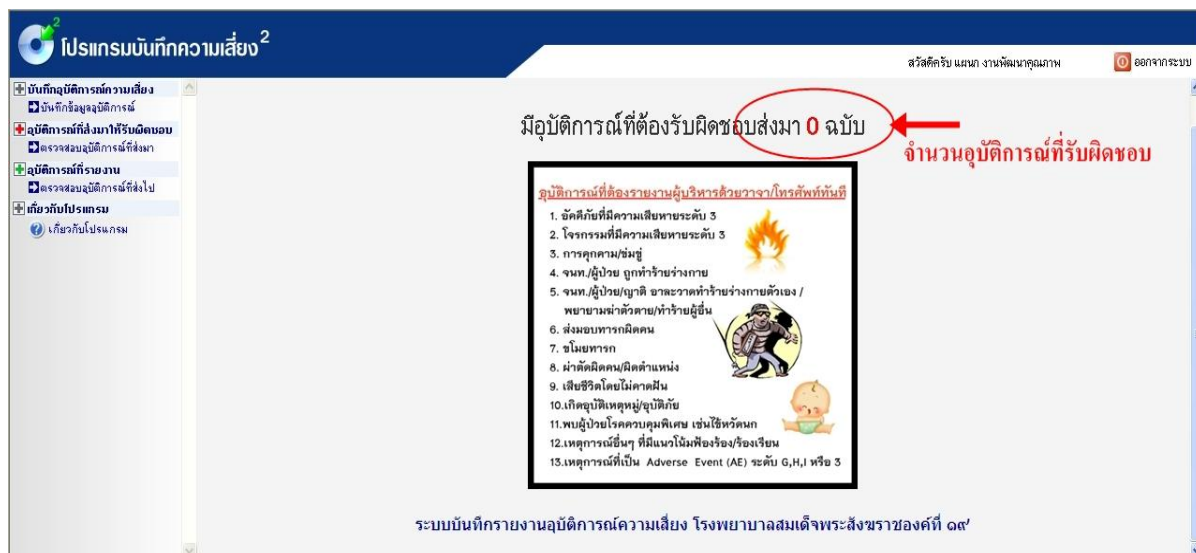 โปรแกรมบันทึกความเสี่ยง²
สวัสดีครับ แผนก งานพัฒนาคุณภาพ ออกจากระบบ
บันทึกอุบัติการณ์ความเสี่ยง
บันทึกข้อมูลอุบัติการณ์
อุบัติการณ์ที่ส่งมาให้รับผิดชอบ
ตรวจสอบอุบัติการณ์ที่ส่งมา
อุบัติการณ์ที่รายงาน
ตรวจสอบอุบัติการณ์ที่ส่งไป
เกี่ยวกับโปรแกรม
เกี่ยวกับโปรแกรม
มีอุบัติการณ์ที่ต้องรับผิดชอบส่งมา 0 ฉบับ
จำนวนอุบัติการณ์ที่รับผิดชอบ
อุบัติการณ์ที่ต้องรายงานผู้บริหารด้วยวาจา/โทรศัพท์ทันที
1. อัคคีภัยที่มีความเสียหายระดับ 3
2. โจรกรรมที่มีความเสียหายระดับ 3
3. การคุกคาม/ข่มขู่
4. จนท./ผู้ป่วย ถูกทำร้ายร่างกาย
5. จนท./ผู้ป่วย/ญาติ อาละวาดทำร้ายร่างกายตัวเอง /
พยายามฆ่าตัวตาย/ทำร้ายผู้อื่น
6. ส่งมอบทารกผิดคน
7. ขโมยทารก
8. ผ่าตัดผิดคน/ผิดตำแหน่ง
9. เสียชีวิตโดยไม่คาดฝัน
10.เกิดอุบัติเหตุหมู่/อุบัติภัย
11.พบผู้ป่วยโรคควบคุมพิเศษ เช่นไข้หวัดนก
12.เหตุการณ์อื่นๆ ที่มีแนวโน้มฟ้องร้อง/ร้องเรียน
13.เหตุการณ์ที่เป็น Adverse Event (AE) ระดับ G,H,I หรือ 3
ระบบบันทึกรายงานอุบัติการณ์ความเสี่ยง โรงพยาบาลสมเด็จพระสังฆราชองค์ที่ ๑๙